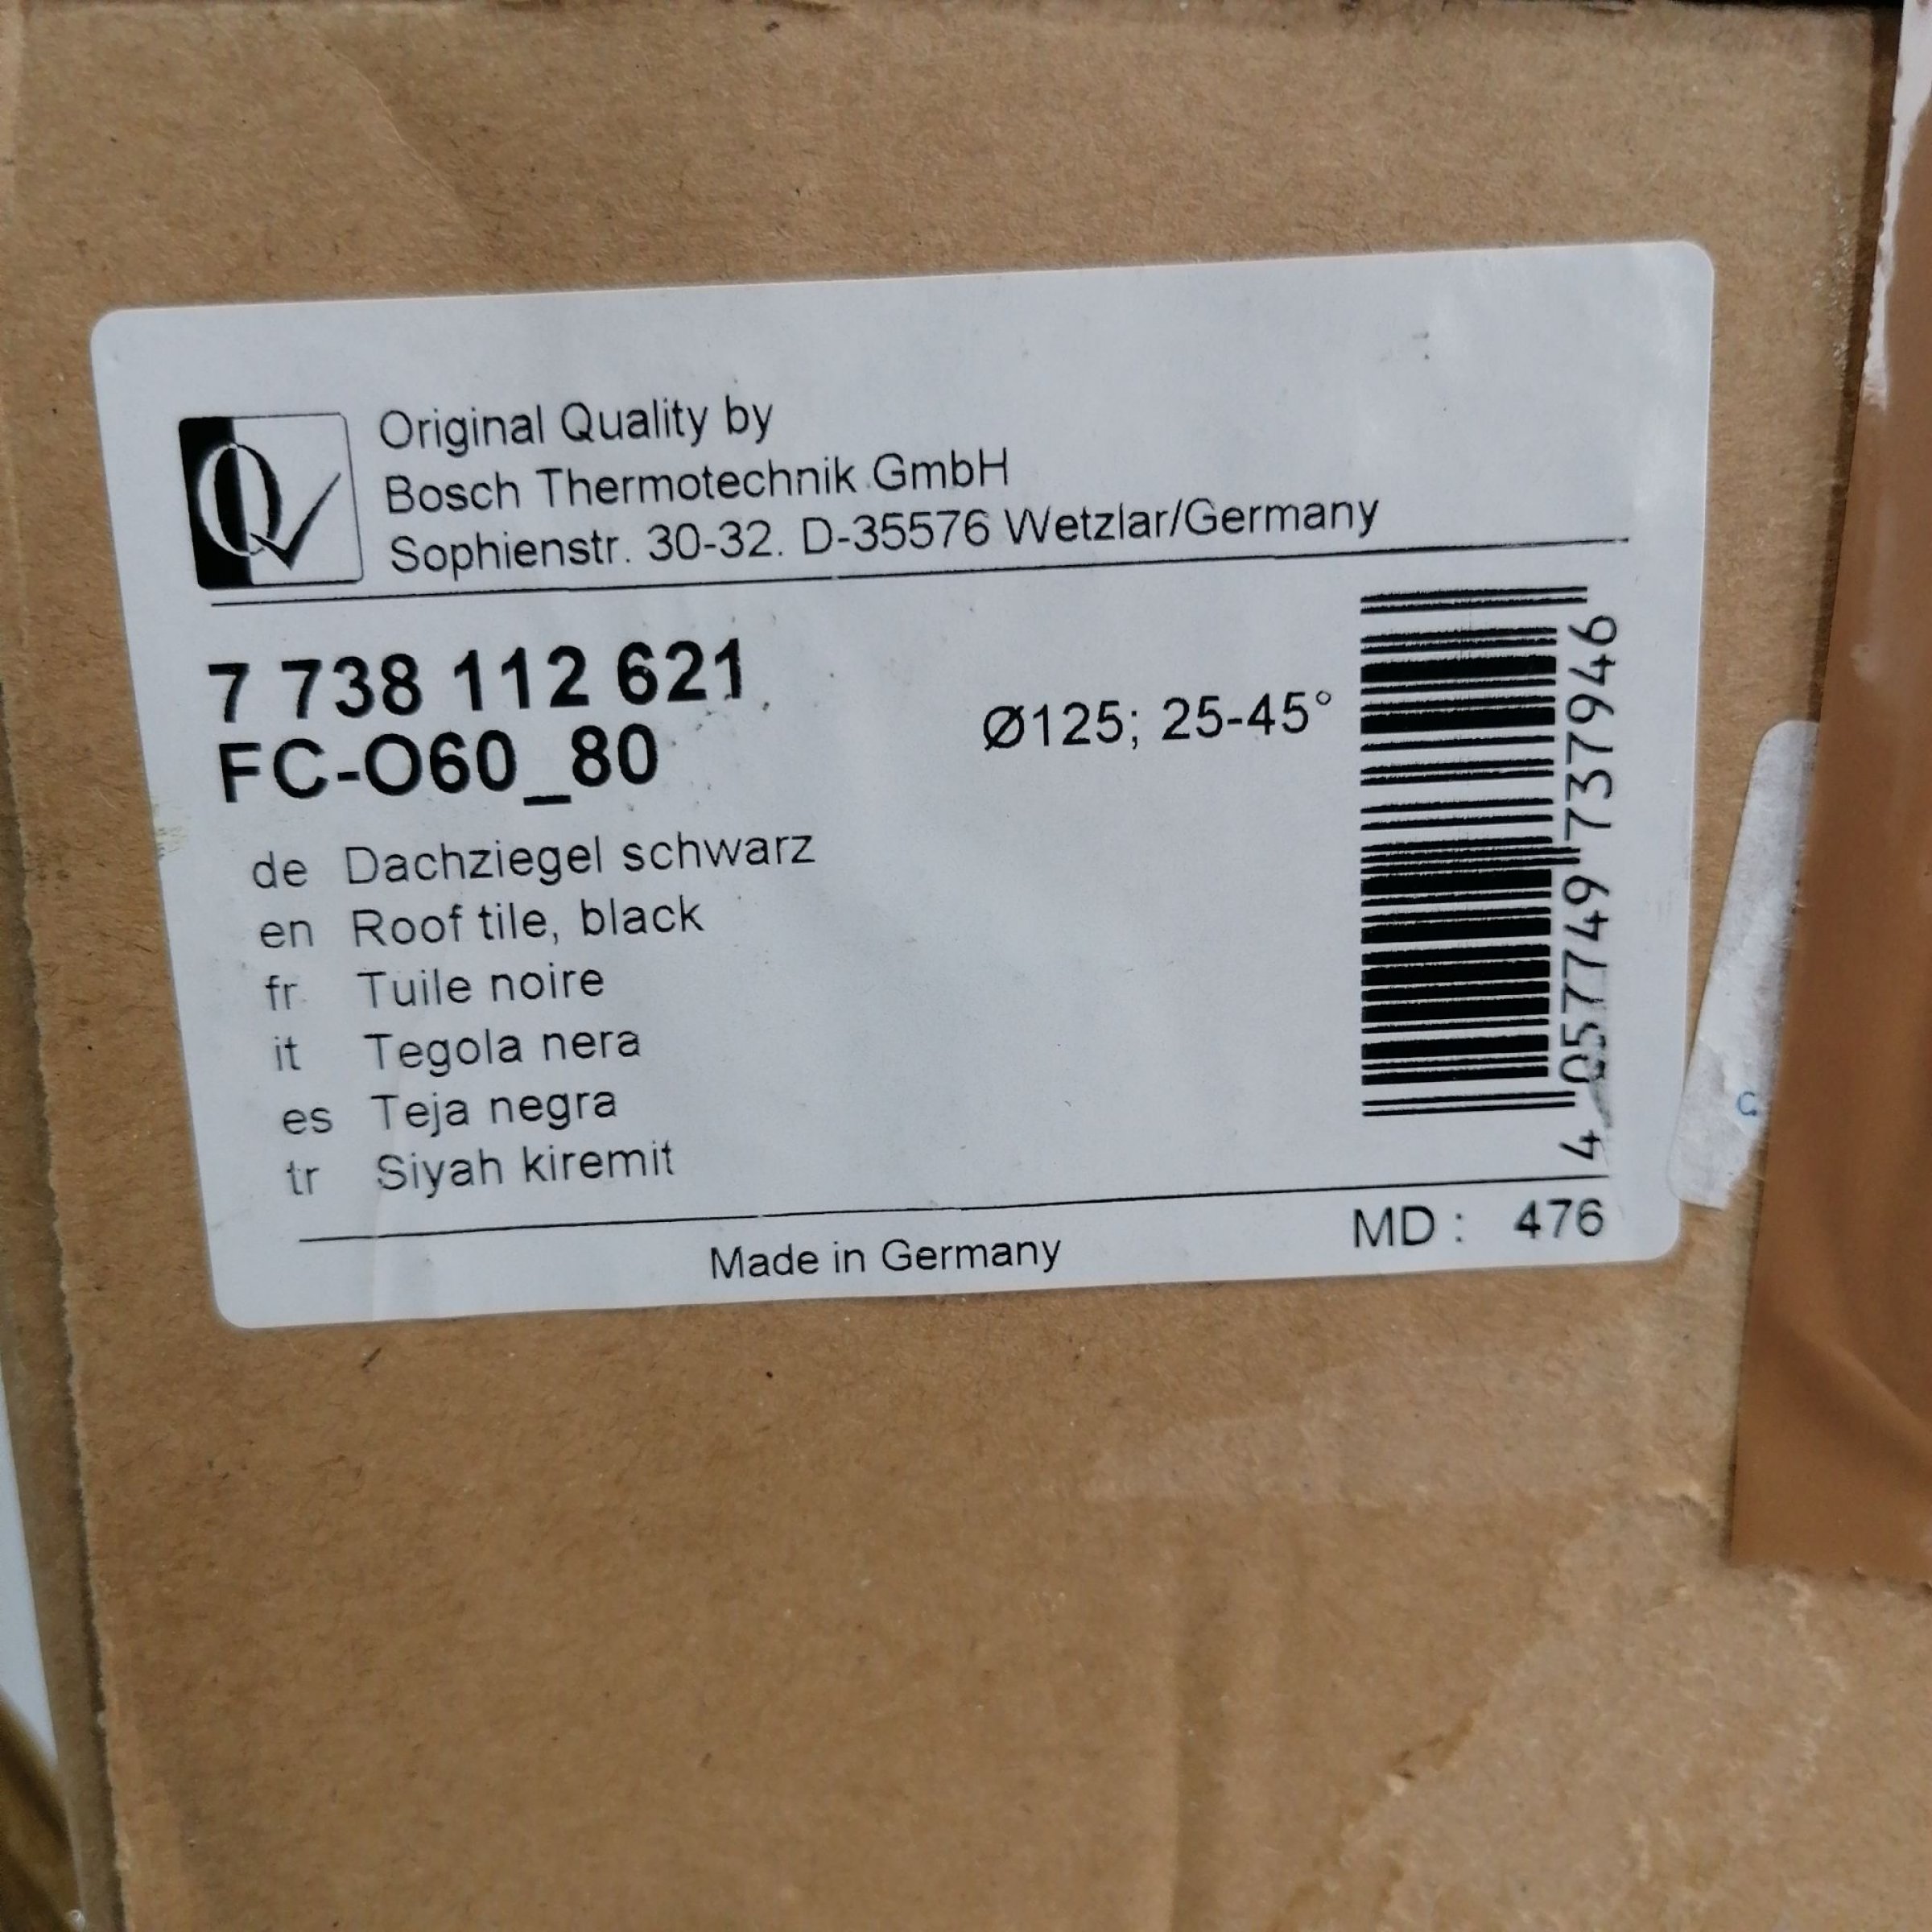 Q
Original Quality by
Bosch Thermotechnik GmbH
Sophienstr. 30-32. D-35576 Wetzlar/Germany
7 738 112 621
FC-O60_80
Ø125; 25-45°
de Dachziegel schwarz
en Roof tile, black
fr Tuile noire
it Tegola nera
es Teja negra
tr Siyah kiremit
4 057749 737946
Made in Germany
MD : 476